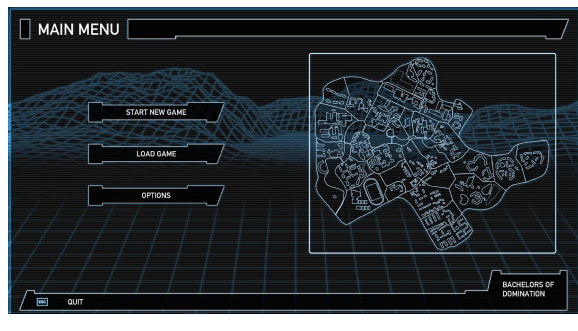 MAIN MENU
START NEW GAME
LOAD GAME
OPTIONS
ESC QUIT
BACHELORS OF
DOMINATION